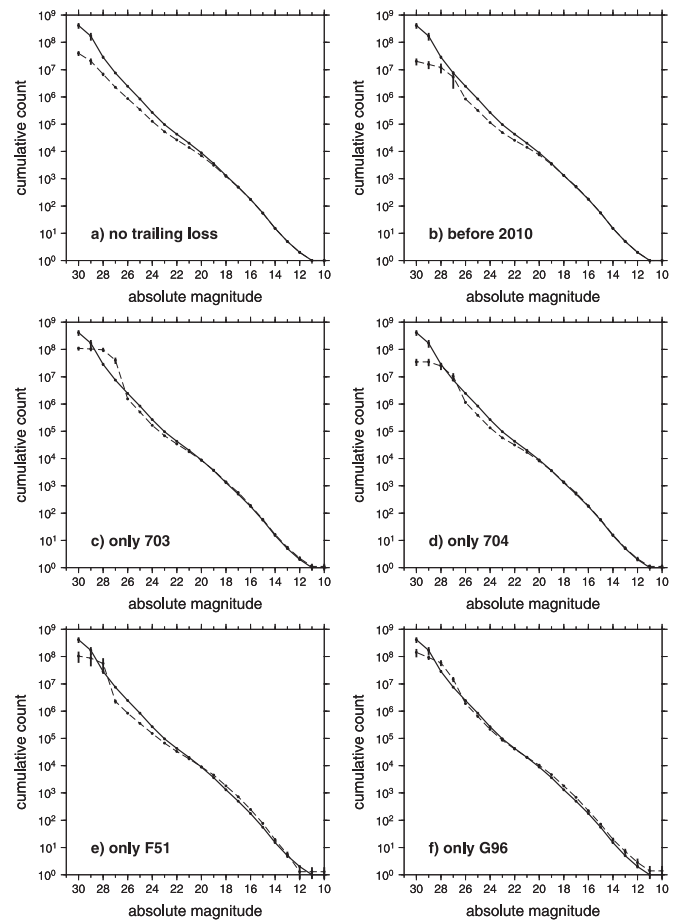 10⁹ 10⁹
10⁸ 10⁸
10⁷ 10⁷
10⁶ 10⁶
10⁵ 10⁵
10⁴ 10⁴
10³ 10³
10² 10²
10¹ 10¹
10⁰ 10⁰
cumulative count cumulative count
a) no trailing loss b) before 2010
30 28 26 24 22 20 18 16 14 12 10 30 28 26 24 22 20 18 16 14 12 10
absolute magnitude absolute magnitude
10⁹ 10⁹
10⁸ 10⁸
10⁷ 10⁷
10⁶ 10⁶
10⁵ 10⁵
10⁴ 10⁴
10³ 10³
10² 10²
10¹ 10¹
10⁰ 10⁰
cumulative count cumulative count
c) only 703 d) only 704
30 28 26 24 22 20 18 16 14 12 10 30 28 26 24 22 20 18 16 14 12 10
absolute magnitude absolute magnitude
10⁹ 10⁹
10⁸ 10⁸
10⁷ 10⁷
10⁶ 10⁶
10⁵ 10⁵
10⁴ 10⁴
10³ 10³
10² 10²
10¹ 10¹
10⁰ 10⁰
cumulative count cumulative count
e) only F51 f) only G96
30 28 26 24 22 20 18 16 14 12 10 30 28 26 24 22 20 18 16 14 12 10
absolute magnitude absolute magnitude